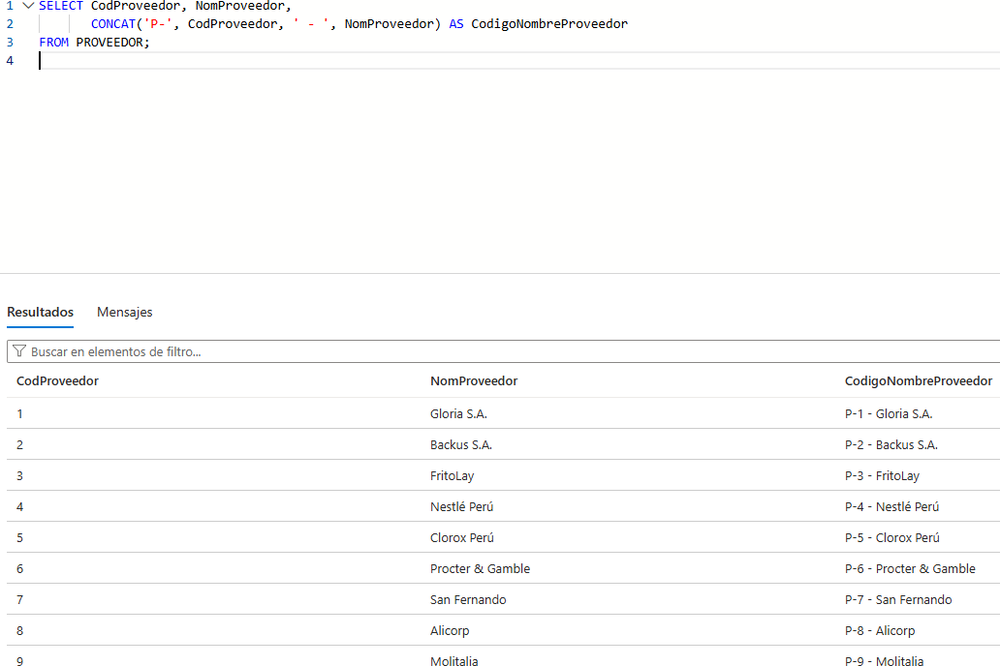 1 SELECT CodProveedor, NomProveedor,
2 CONCAT('P-', CodProveedor, ' - ', NomProveedor) AS CodigoNombreProveedor
3 FROM PROVEEDOR;
4
Resultados Mensajes
Buscar en elementos de filtro...
CodProveedor NomProveedor CodigoNombreProveedor
1 Gloria S.A. P-1 - Gloria S.A.
2 Backus S.A. P-2 - Backus S.A.
3 FritoLay P-3 - FritoLay
4 Nestlé Perú P-4 - Nestlé Perú
5 Clorox Perú P-5 - Clorox Perú
6 Procter & Gamble P-6 - Procter & Gamble
7 San Fernando P-7 - San Fernando
8 Alicorp P-8 - Alicorp
9 Molitalia P-9 - Molitalia